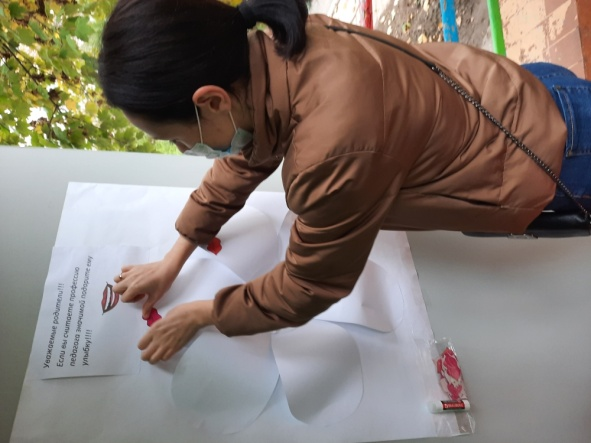 Уважаемые родители!!!
Если вы считаете профессию
педагога значимой подарите ему
улыбку!!!!